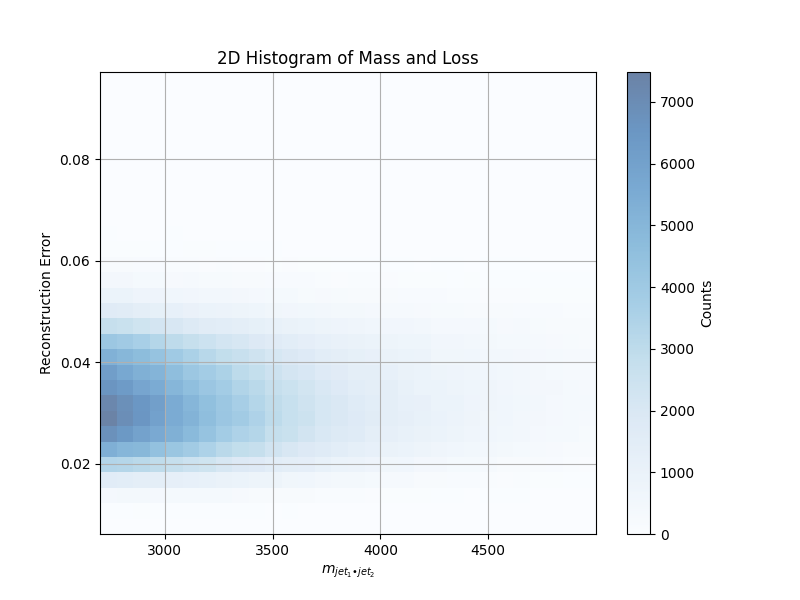 2D Histogram of Mass and Loss
Reconstruction Error
0.08
0.06
0.04
0.02
3000 3500 4000 4500
m_{jet_1 • jet_2}
7000
6000
5000
4000
3000
2000
1000
0
Counts